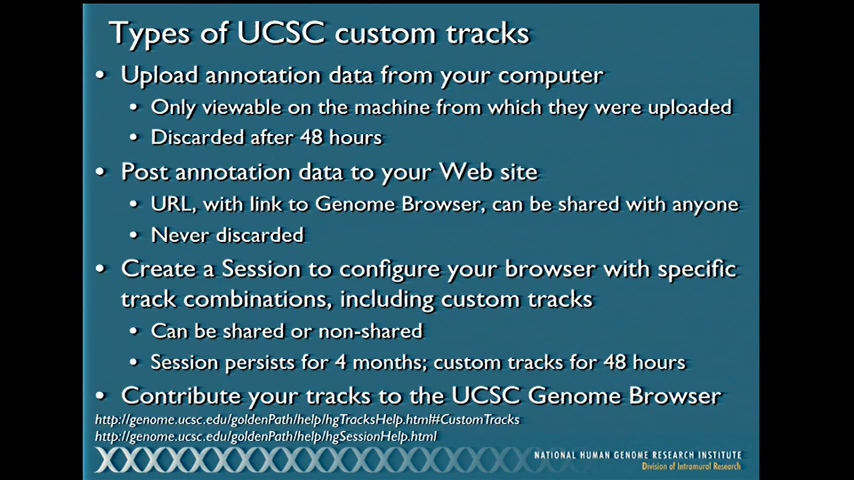 Types of UCSC custom tracks
• Upload annotation data from your computer
• Only viewable on the machine from which they were uploaded
• Discarded after 48 hours
• Post annotation data to your Web site
• URL, with link to Genome Browser, can be shared with anyone
• Never discarded
• Create a Session to configure your browser with specific
track combinations, including custom tracks
• Can be shared or non-shared
• Session persists for 4 months; custom tracks for 48 hours
• Contribute your tracks to the UCSC Genome Browser
http://genome.ucsc.edu/goldenPath/help/hgTracksHelp.html#CustomTracks
http://genome.ucsc.edu/goldenPath/help/hgSessionHelp.html
NATIONAL HUMAN GENOME RESEARCH INSTITUTE
Division of Intramural Research